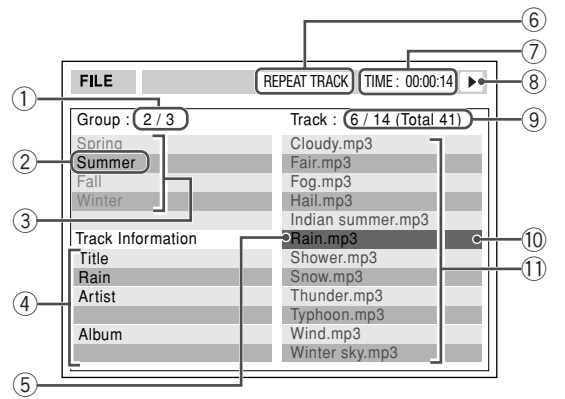 ⑥
⑦
FILE REPEAT TRACK TIME : 00:00:14 ⑧
①
Group : 2 / 3 Track : 6 / 14 (Total 41) ⑨
Spring Cloudy.mp3
② Summer Fair.mp3
Fall Fog.mp3
Winter Hail.mp3
③ Indian summer.mp3
Track Information Rain.mp3 ⑩
Title Shower.mp3 ⑪
Rain Snow.mp3
④ Artist Thunder.mp3
Typhoon.mp3
Album Wind.mp3
Winter sky.mp3
⑤